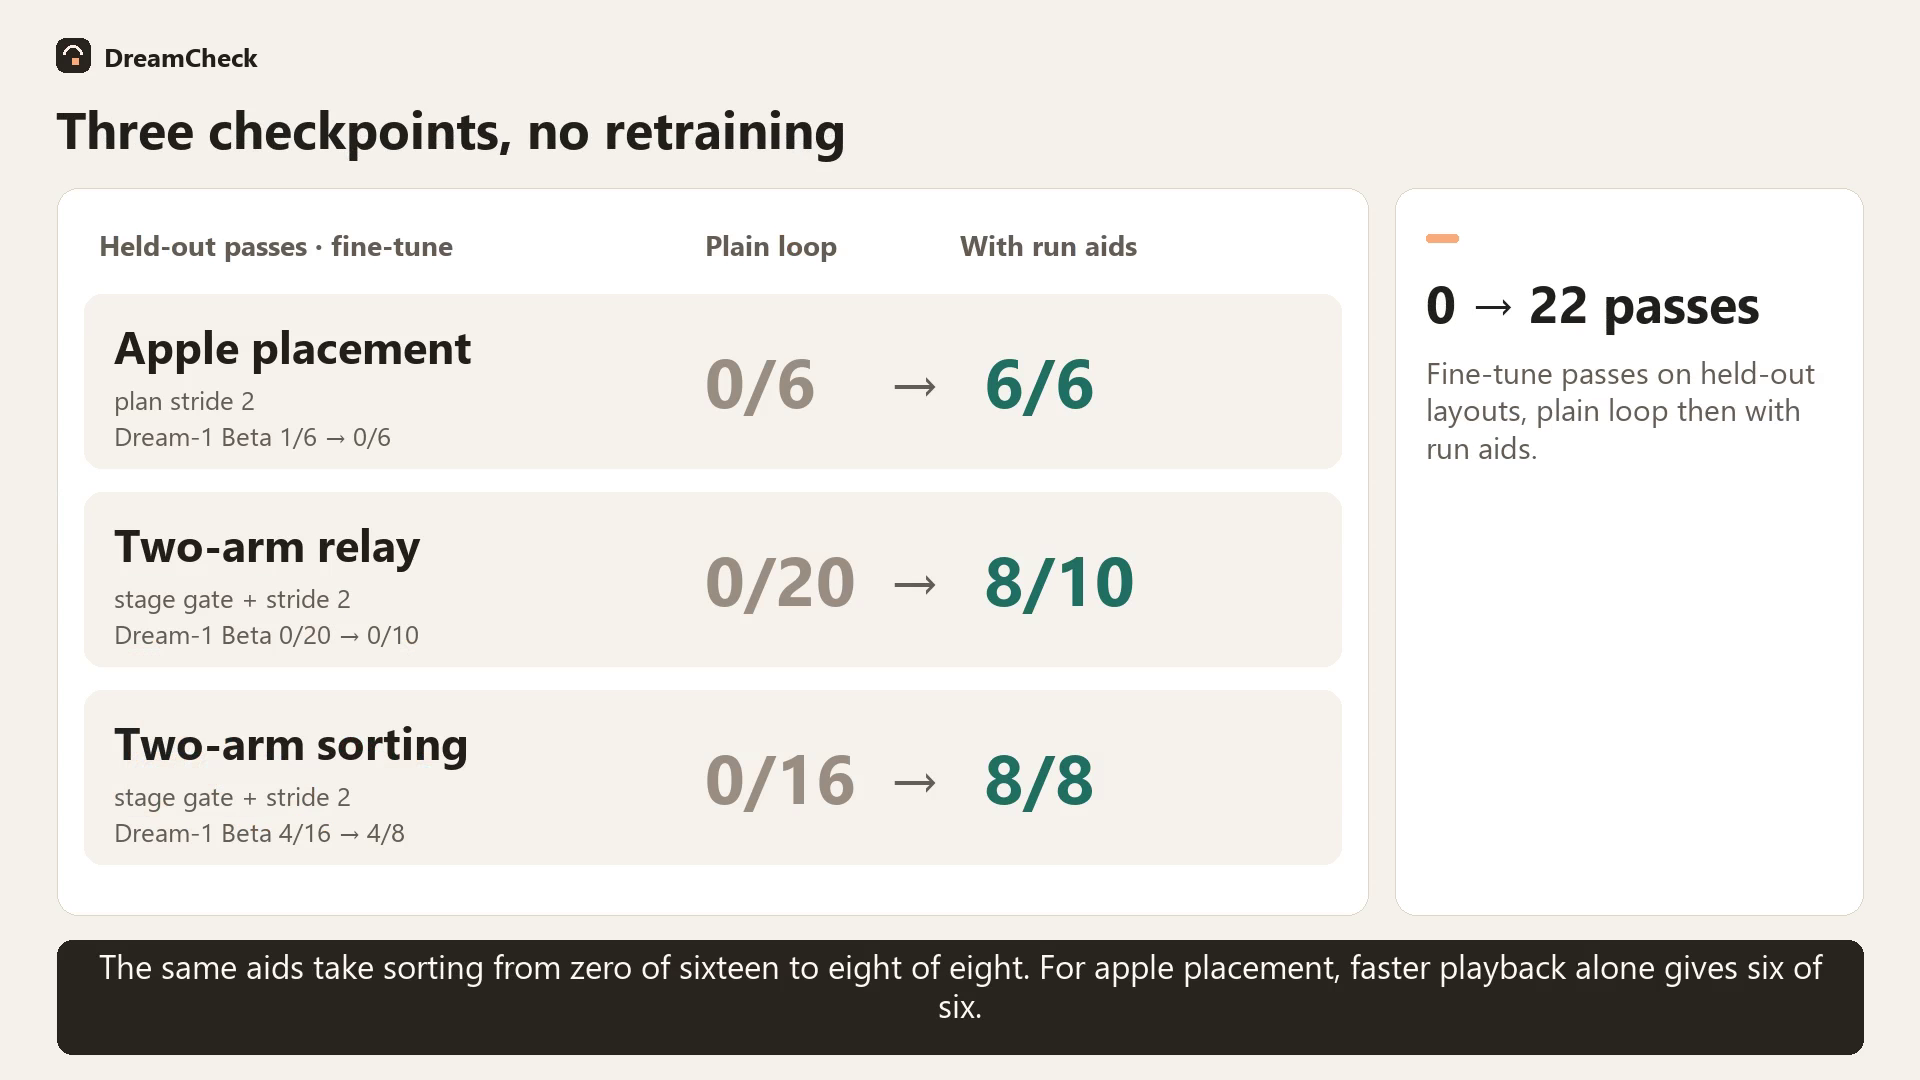 DreamCheck
Three checkpoints, no retraining
Held-out passes · fine-tune
Plain loop
With run aids
Apple placement
plan stride 2
Dream-1 Beta 1/6 → 0/6
0/6 → 6/6
Two-arm relay
stage gate + stride 2
Dream-1 Beta 0/20 → 0/10
0/20 → 8/10
Two-arm sorting
stage gate + stride 2
Dream-1 Beta 4/16 → 4/8
0/16 → 8/8
0 → 22 passes
Fine-tune passes on held-out
layouts, plain loop then with
run aids.
The same aids take sorting from zero of sixteen to eight of eight. For apple placement, faster playback alone gives six of
six.